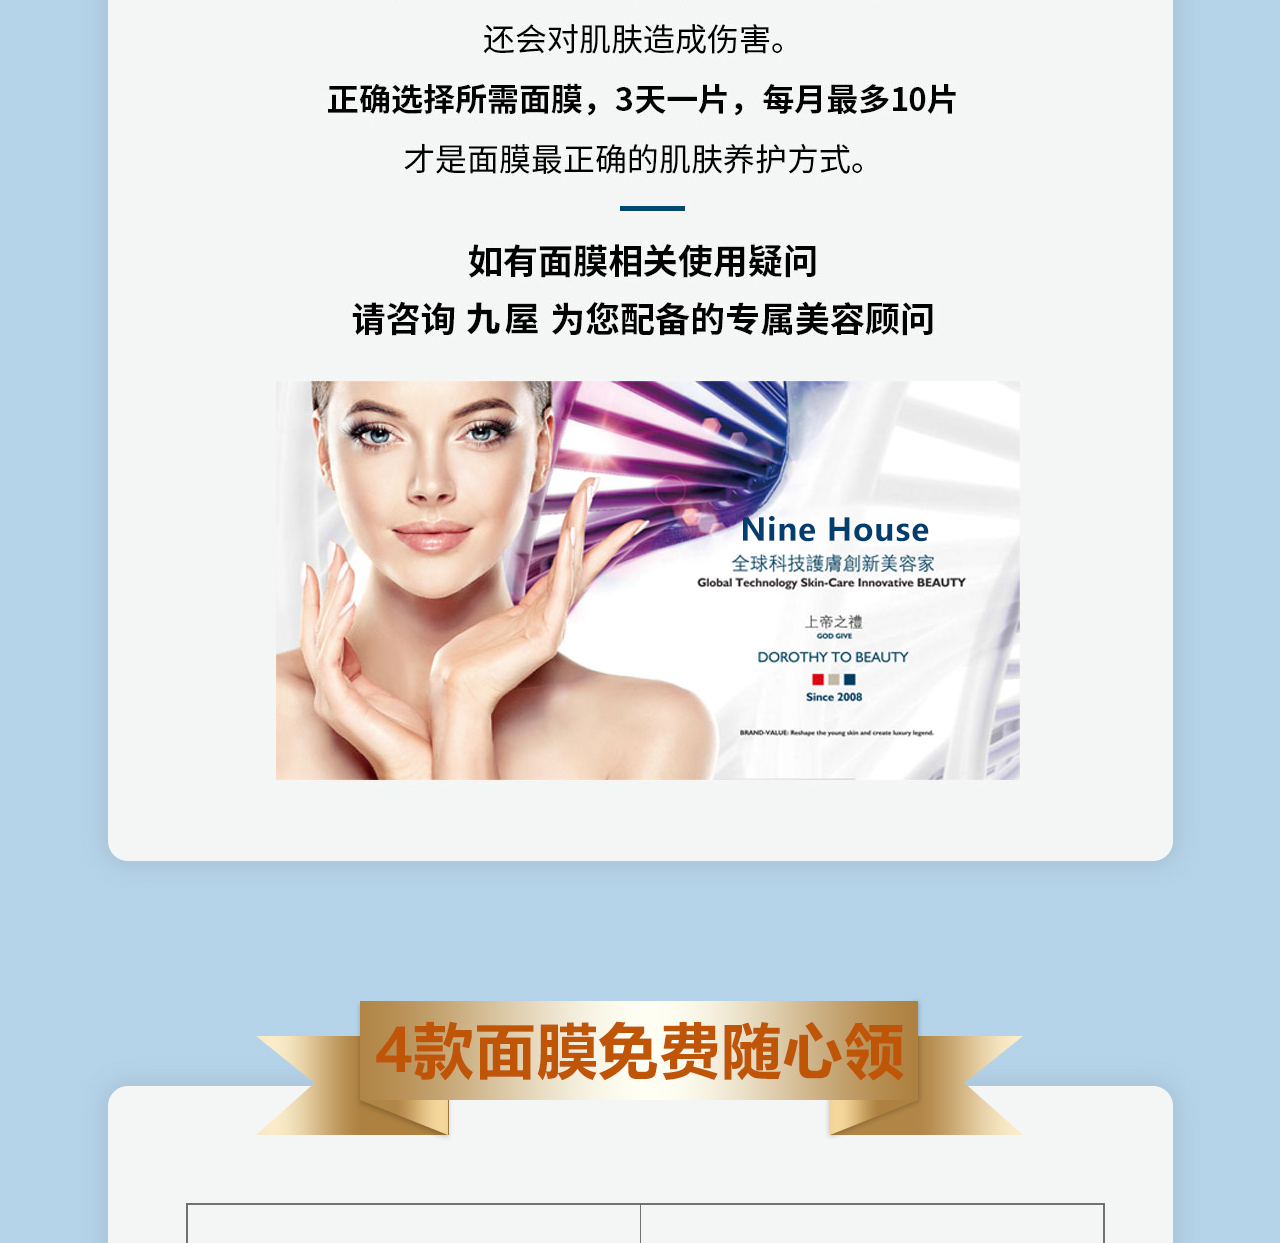 还会对肌肤造成伤害。
正确选择所需面膜，3天一片，每月最多10片
才是面膜最正确的肌肤养护方式。
如有面膜相关使用疑问
请咨询 九屋 为您配备的专属美容顾问
Nine House
全球科技護膚創新美容家
Global Technology Skin-Care Innovative BEAUTY
上帝之禮
GOD GIVE
DOROTHY TO BEAUTY
Since 2008
BRAND-VALUE: Reshape the young skin and create luxury legend.
4款面膜免费随心领